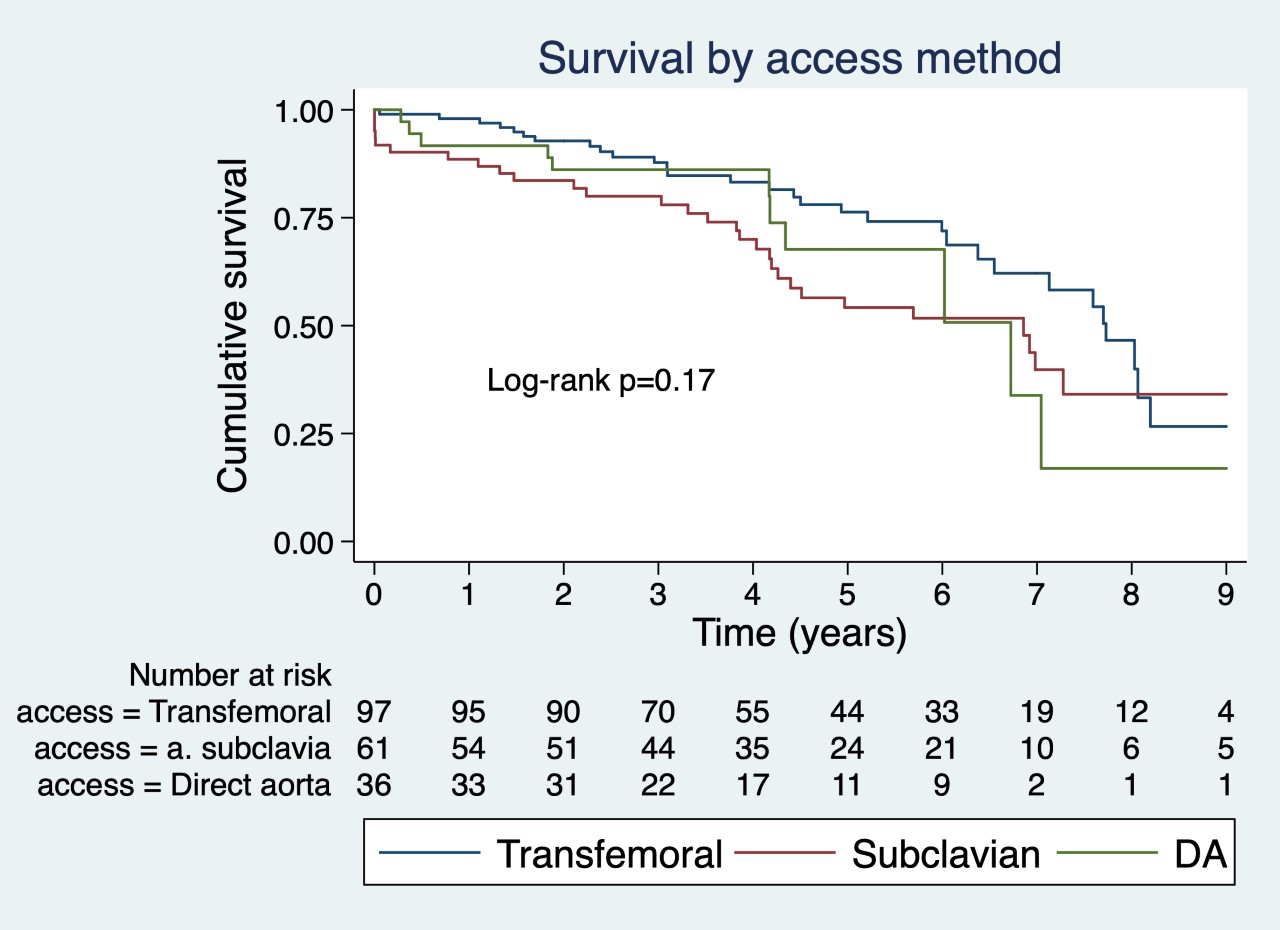 Survival by access method
Cumulative survival
1.00
0.75
0.50
0.25
0.00
Log-rank p=0.17
0 1 2 3 4 5 6 7 8 9
Time (years)
Number at risk
access = Transfemoral 97 95 90 70 55 44 33 19 12 4
access = a. subclavia 61 54 51 44 35 24 21 10 6 5
access = Direct aorta 36 33 31 22 17 11 9 2 1 1
Transfemoral Subclavian DA